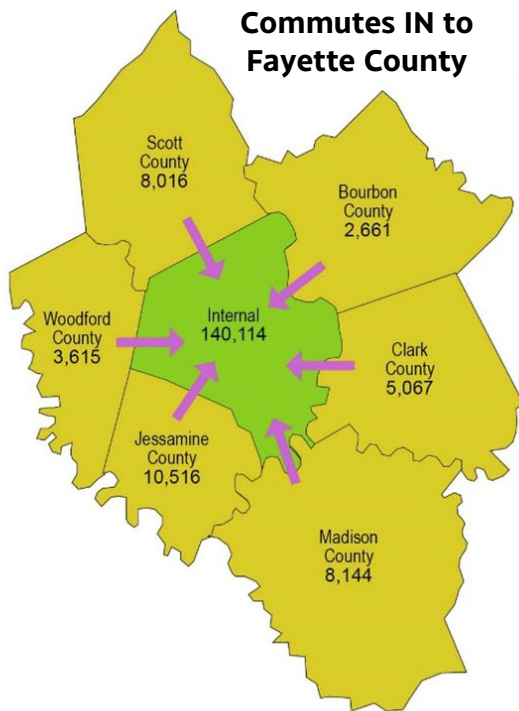 Commutes IN to
Fayette County
Scott
County
8,016
Bourbon
County
2,661
Internal
140,114
Woodford
County
3,615
Clark
County
5,067
Jessamine
County
10,516
Madison
County
8,144